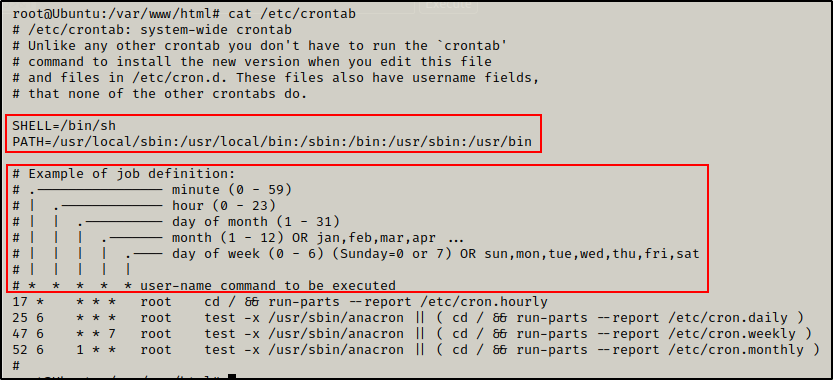 root@Ubuntu:/var/www/html# cat /etc/crontab
# /etc/crontab: system-wide crontab
# Unlike any other crontab you don't have to run the `crontab'
# command to install the new version when you edit this file
# and files in /etc/cron.d. These files also have username fields,
# that none of the other crontabs do.

SHELL=/bin/sh
PATH=/usr/local/sbin:/usr/local/bin:/sbin:/bin:/usr/sbin:/usr/bin

# Example of job definition:
# .---------------- minute (0 - 59)
# |  .------------- hour (0 - 23)
# |  |  .---------- day of month (1 - 31)
# |  |  |  .------- month (1 - 12) OR jan,feb,mar,apr ...
# |  |  |  |  .---- day of week (0 - 6) (Sunday=0 or 7) OR sun,mon,tue,wed,thu,fri,sat
# |  |  |  |  |
# *  *  *  *  * user-name command to be executed
17 *    * * *   root    cd / && run-parts --report /etc/cron.hourly
25 6    * * *   root    test -x /usr/sbin/anacron || ( cd / && run-parts --report /etc/cron.daily )
47 6    * * 7   root    test -x /usr/sbin/anacron || ( cd / && run-parts --report /etc/cron.weekly )
52 6    1 * *   root    test -x /usr/sbin/anacron || ( cd / && run-parts --report /etc/cron.monthly )
#